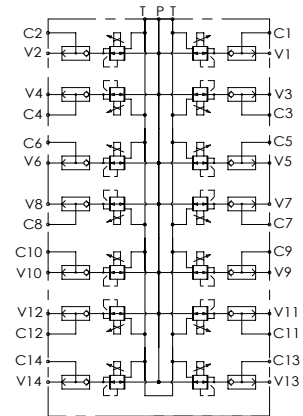 T P T
C2 C1
V2 V1
V4 V3
C4 C3
C6 C5
V6 V5
V8 V7
C8 C7
C10 C9
V10 V9
V12 V11
C12 C11
C14 C13
V14 V13